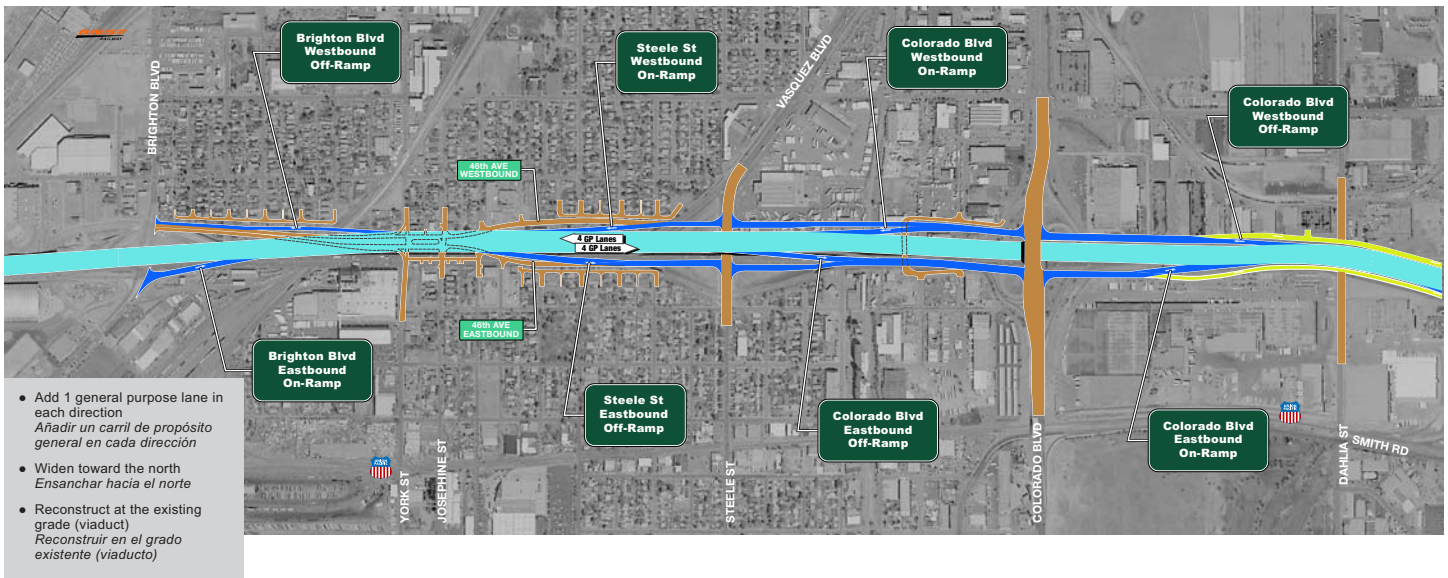 RAILWAY
BRIGHTON BLVD
Brighton Blvd
Westbound
Off-Ramp
Steele St
Westbound
On-Ramp
VASQUEZ BLVD
Colorado Blvd
Westbound
On-Ramp
Colorado Blvd
Westbound
Off-Ramp
46th AVE
WESTBOUND
4 GP Lanes
4 GP Lanes
46th AVE
EASTBOUND
Brighton Blvd
Eastbound
On-Ramp
Steele St
Eastbound
Off-Ramp
Colorado Blvd
Eastbound
Off-Ramp
Colorado Blvd
Eastbound
On-Ramp
YORK ST
JOSEPHINE ST
STEELE ST
COLORADO BLVD
DAHLIA ST
SMITH RD
● Add 1 general purpose lane in
each direction
Añadir un carril de propósito
general en cada dirección
● Widen toward the north
Ensanchar hacia el norte
● Reconstruct at the existing
grade (viaduct)
Reconstruir en el grado
existente (viaducto)